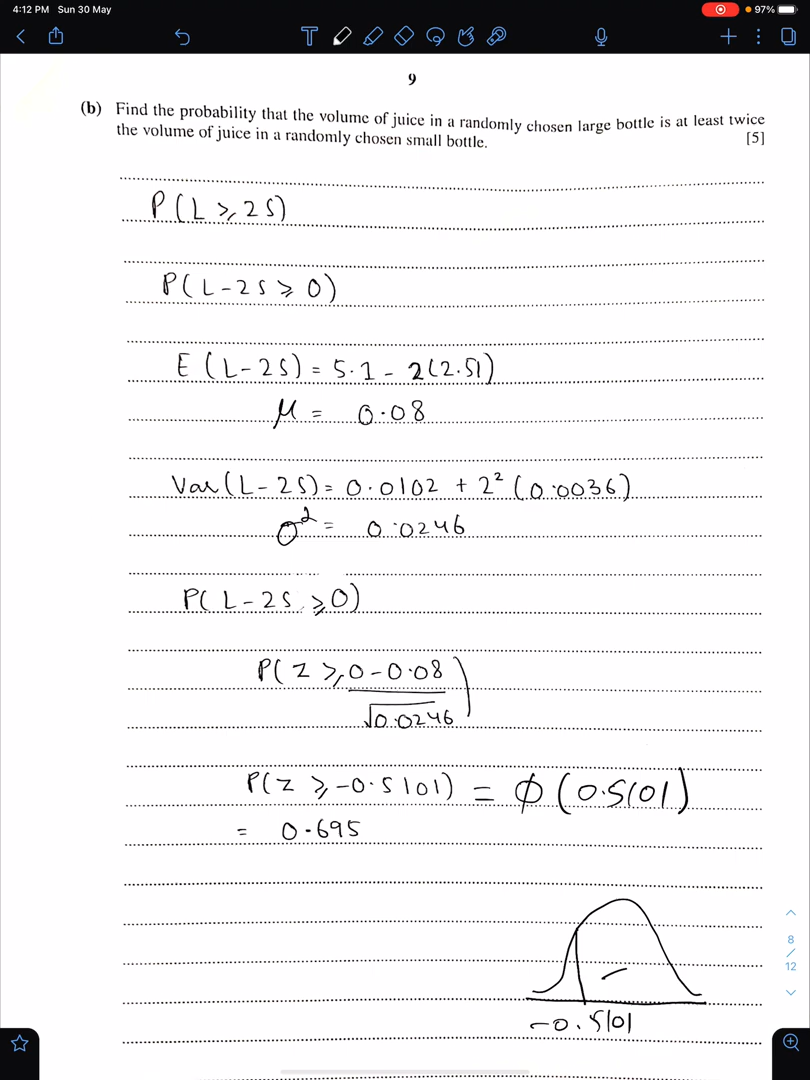 4:12 PM Sun 30 May
97%
9
(b) Find the probability that the volume of juice in a randomly chosen large bottle is at least twice
the volume of juice in a randomly chosen small bottle. [5]
P(L ⩾ 2S)
P(L-2S ⩾ 0)
E(L-2S) = 5.1 - 2(2.51)
μ = 0.08
Var(L-2S) = 0.0102 + 2² (0.0036)
σ² = 0.0246
P(L-2S ⩾ 0)
P(Z ⩾ 0-0.08
√0.0246)
P(Z ⩾ -0.5101) = ϕ(0.5101)
= 0.695
-0.5101
8
/
12